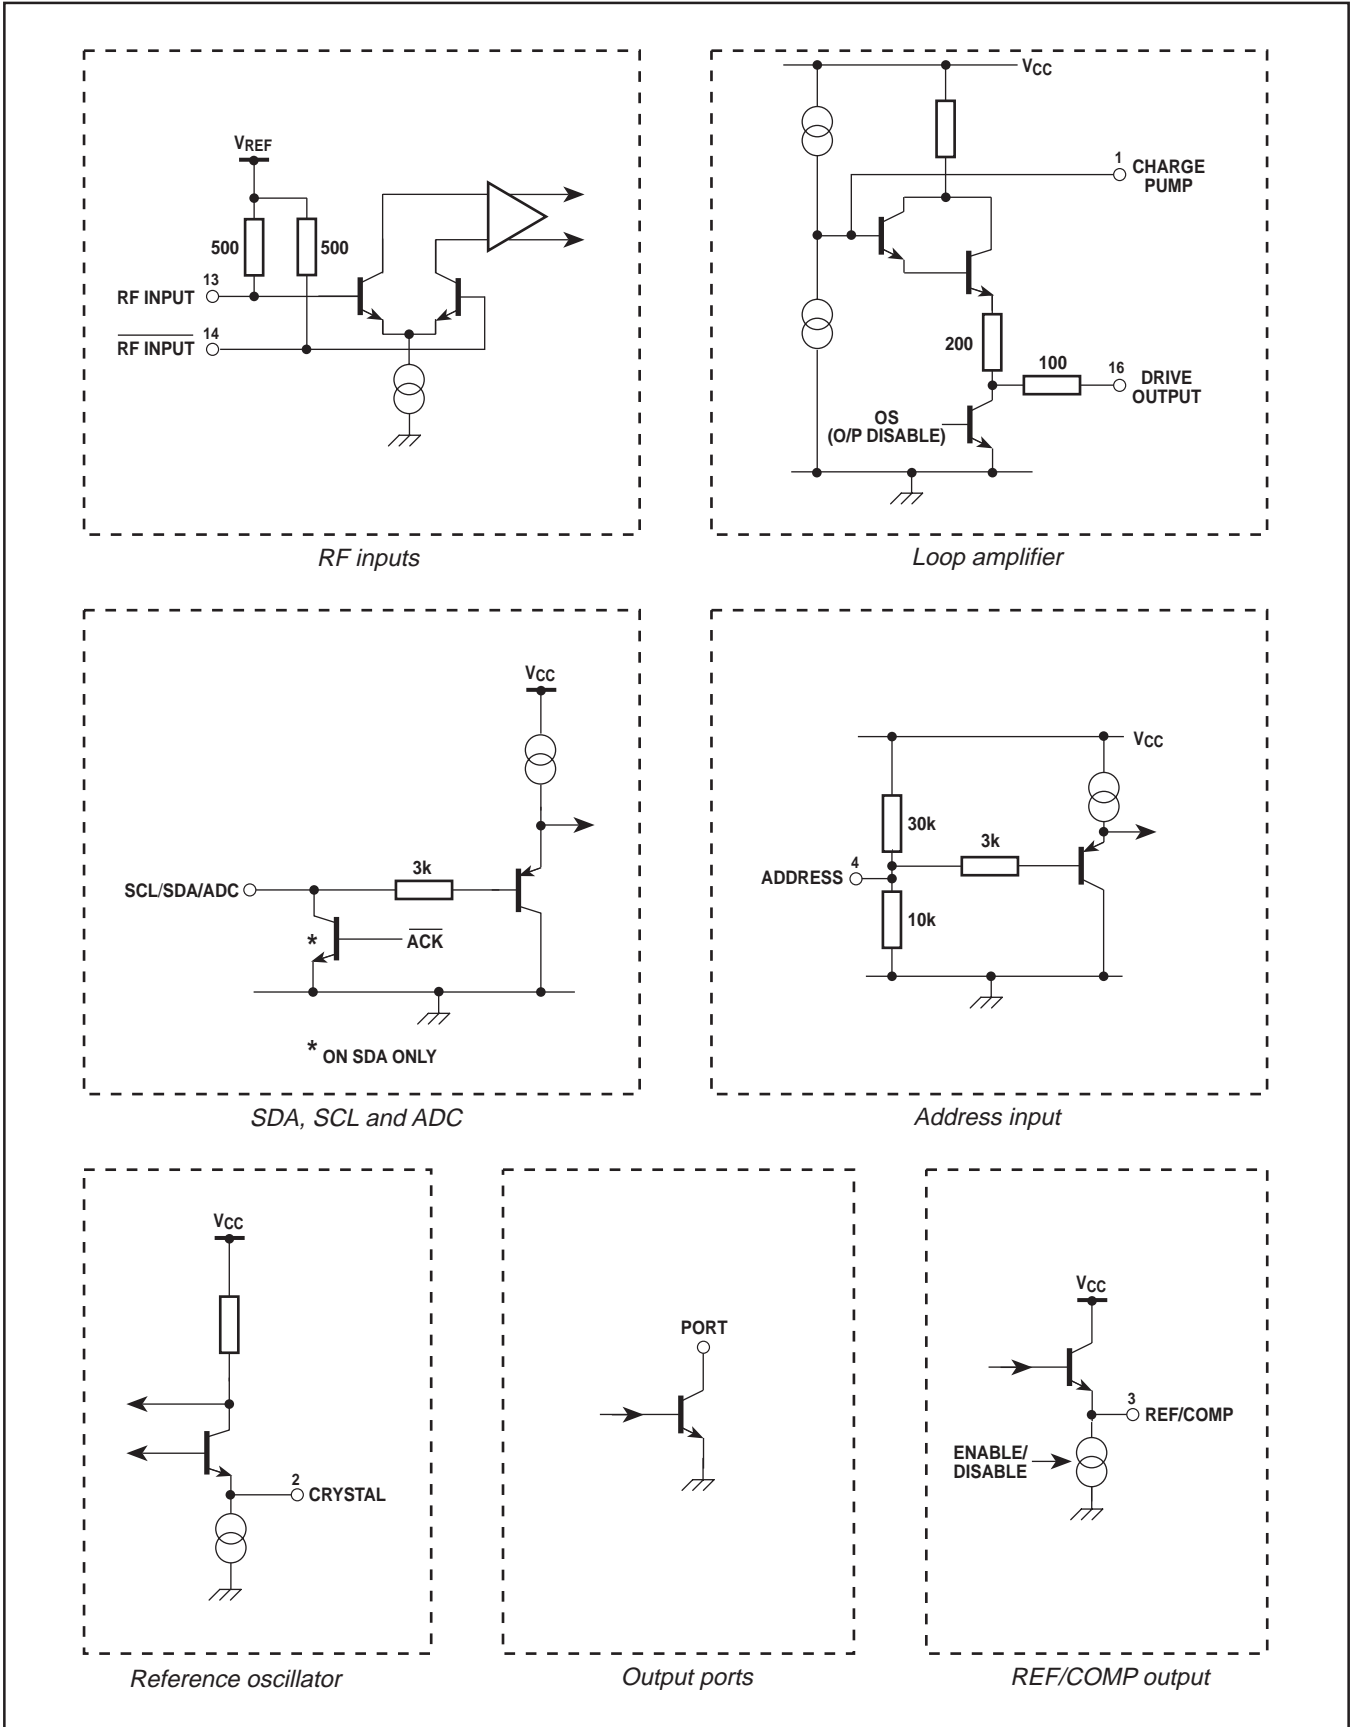 VREF
500
500
13
RF INPUT
14
RF INPUT
RF inputs
VCC
1
CHARGE
PUMP
200
100
16
DRIVE
OUTPUT
OS
(O/P DISABLE)
Loop amplifier
VCC
3k
SCL/SDA/ADC
*
ACK
* ON SDA ONLY
SDA, SCL and ADC
VCC
30k
3k
4
ADDRESS
10k
Address input
VCC
2
CRYSTAL
Reference oscillator
PORT
Output ports
VCC
3
REF/COMP
ENABLE/
DISABLE
REF/COMP output